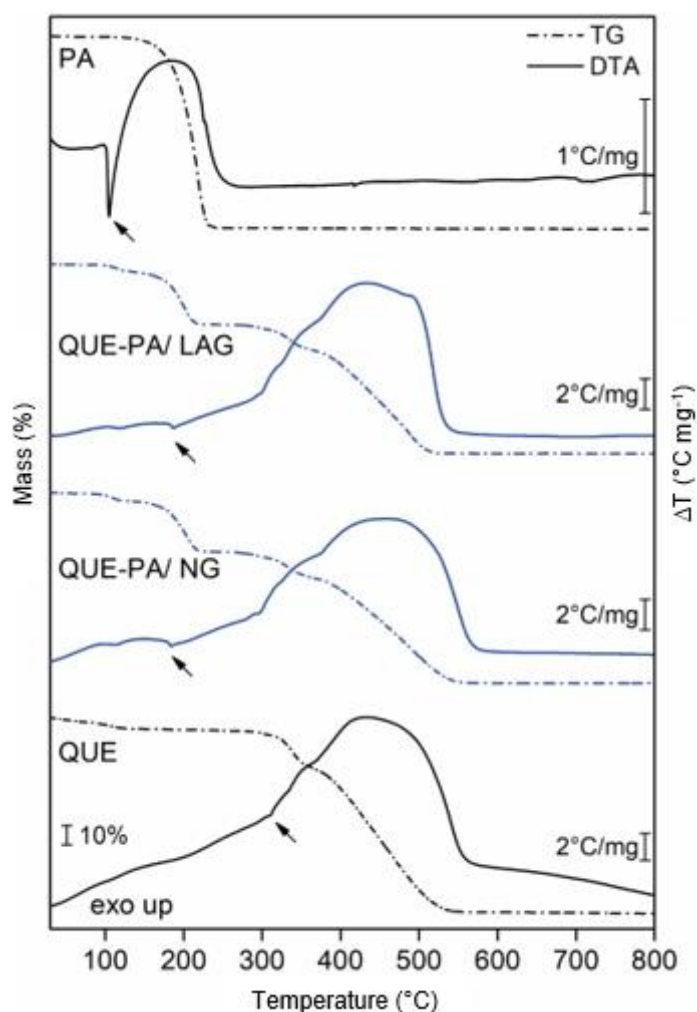 PA
TG
DTA
1°C/mg
QUE-PA/ LAG
2°C/mg
Mass (%)
ΔT (°C mg⁻¹)
QUE-PA/ NG
2°C/mg
QUE
10%
2°C/mg
exo up
100 200 300 400 500 600 700 800
Temperature (°C)